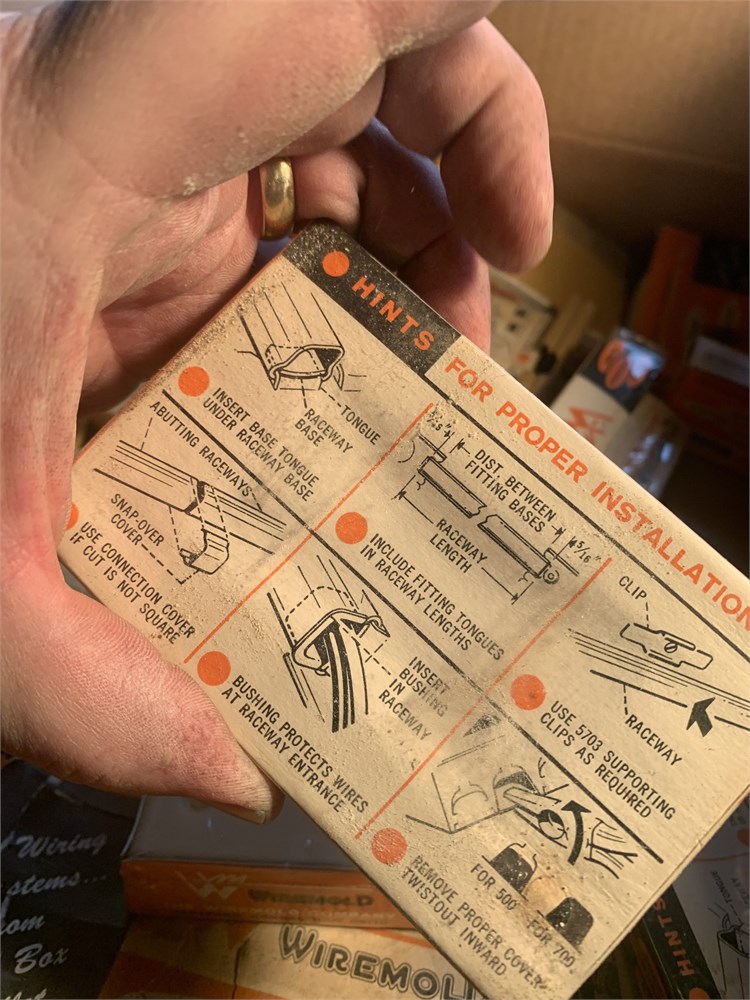 HINTS FOR PROPER INSTALLATION
TONGUE
RACEWAY
BASE
INSERT BASE TONGUE
UNDER RACEWAY BASE
DIST. BETWEEN
FITTING BASES
5/16
RACEWAY
LENGTH
INCLUDE FITTING TONGUES
IN RACEWAY LENGTHS
CLIP
RACEWAY
USE 5703 SUPPORTING
CLIPS AS REQUIRED
ABUTTING RACEWAYS
SNAP-OVER
COVER
USE CONNECTION COVER
IF CUT IS NOT SQUARE
INSERT
BUSHING
IN
RACEWAY
BUSHING PROTECTS WIRES
AT RACEWAY ENTRANCE
FOR 500
FOR 700
REMOVE PROPER COVER
TWISTOUT INWARD
Wiring
stems...
om
Box
WIREMOLD
COMPANY
WIREMOL
HINTS
TONGUE